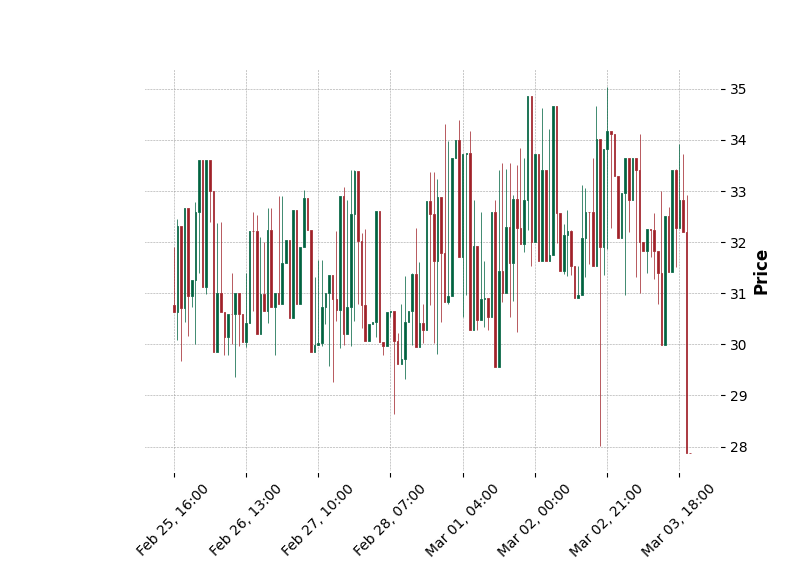 35
34
33
32
31
30
29
28
Price
Feb 25, 16:00
Feb 26, 13:00
Feb 27, 10:00
Feb 28, 07:00
Mar 01, 04:00
Mar 02, 00:00
Mar 02, 21:00
Mar 03, 18:00